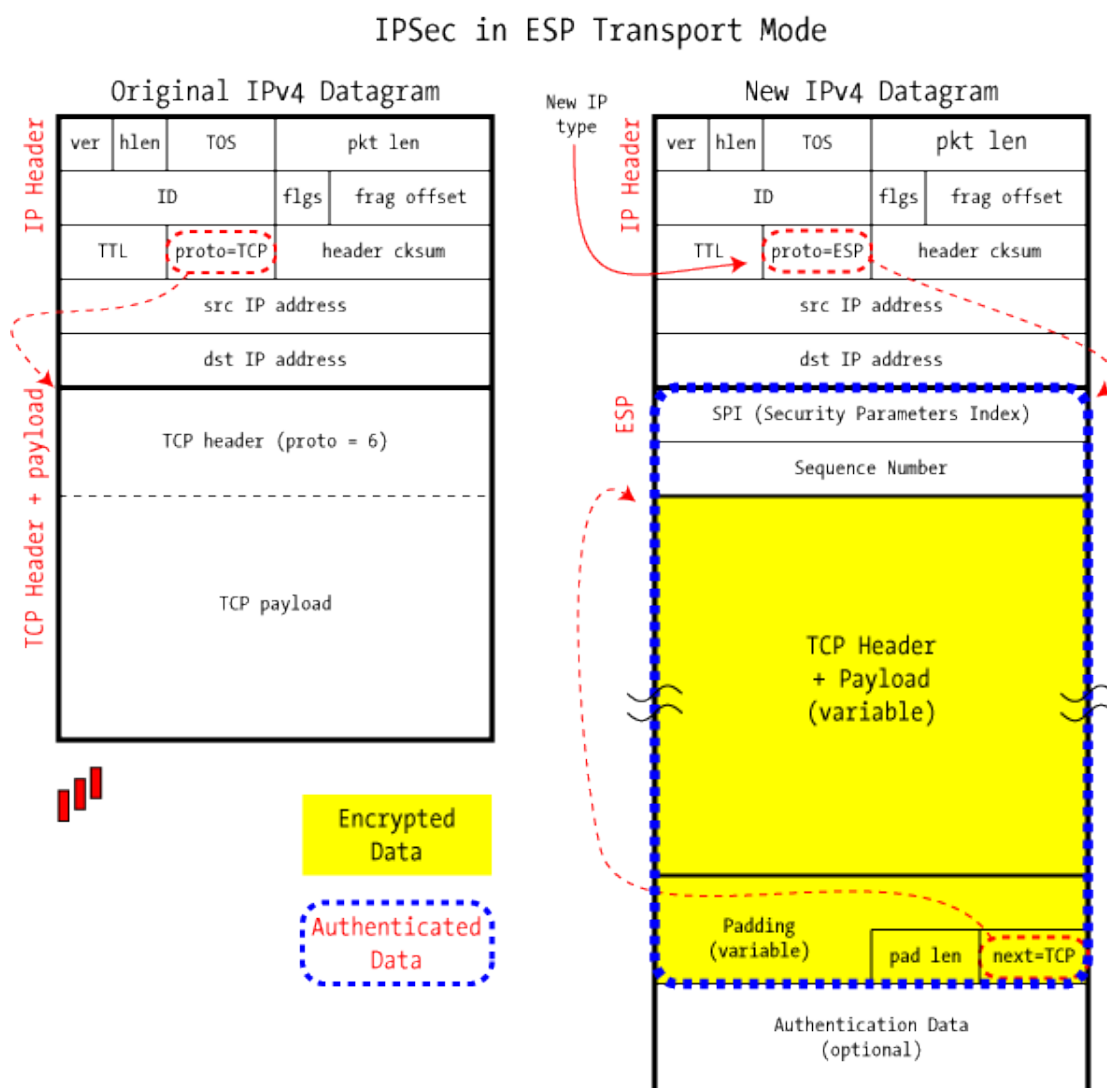 IPSec in ESP Transport Mode
Original IPv4 Datagram
IP Header
ver hlen TOS pkt len
ID flgs frag offset
TTL proto=TCP header cksum
src IP address
dst IP address
TCP Header + payload
TCP header (proto = 6)
TCP payload
Encrypted
Data
Authenticated
Data
New IP
type
New IPv4 Datagram
IP Header
ver hlen TOS pkt len
ID flgs frag offset
TTL proto=ESP header cksum
src IP address
dst IP address
ESP
SPI (Security Parameters Index)
Sequence Number
TCP Header
+ Payload
(variable)
Padding
(variable)
pad len next=TCP
Authentication Data
(optional)